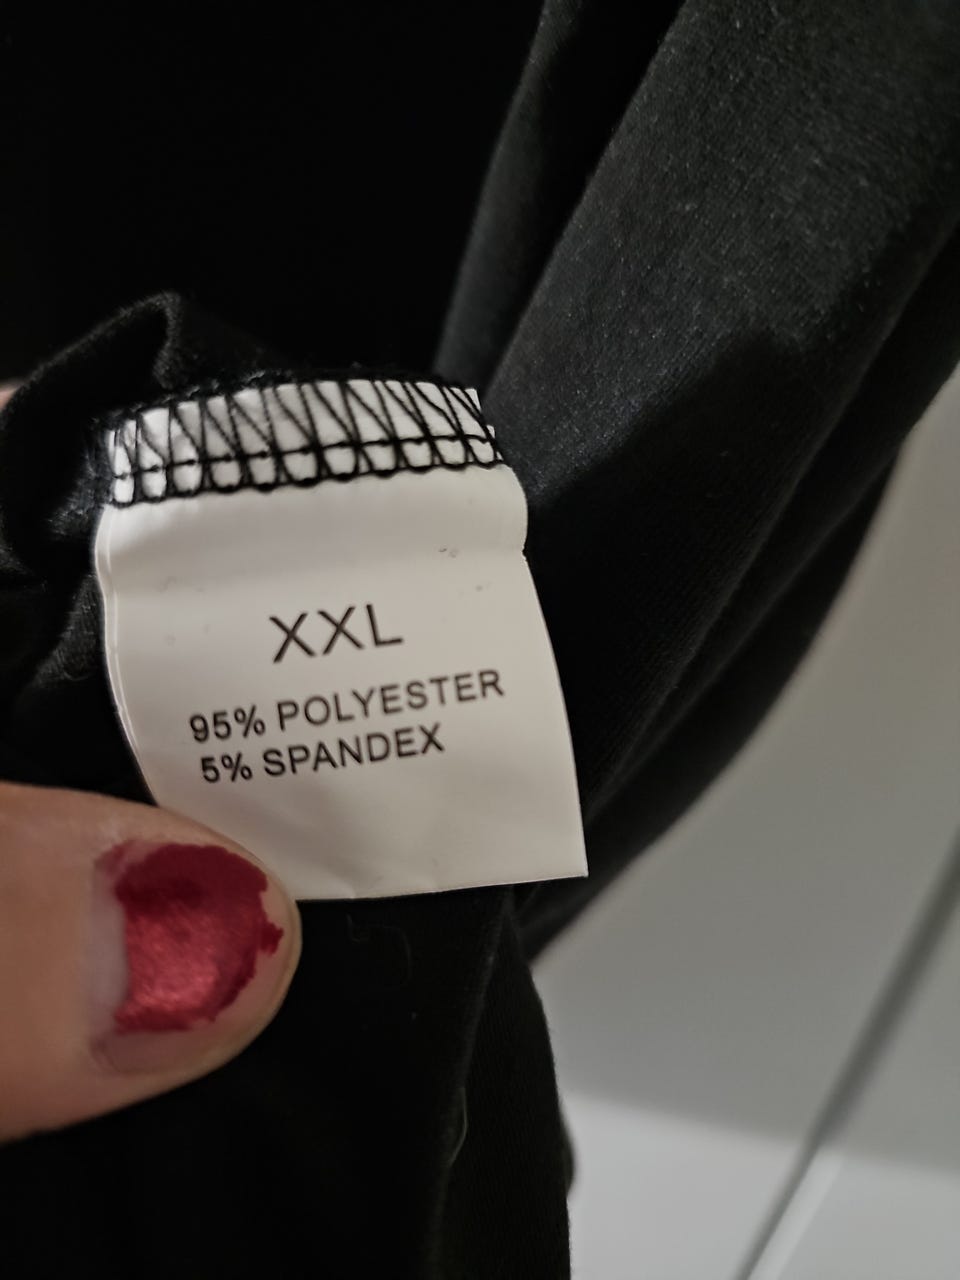 XXL
95% POLYESTER
5% SPANDEX